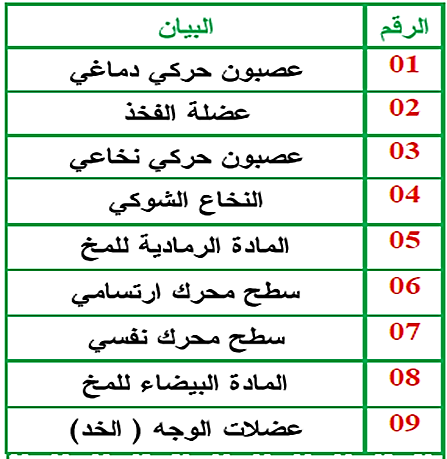 الرقم البيان
01 عصبون حركي دماغي
02 عضلة الفخذ
03 عصبون حركي نخاعي
04 النخاع الشوكي
05 المادة الرمادية للمخ
06 سطح محرك ارتسامي
07 سطح محرك نفسي
08 المادة البيضاء للمخ
09 عضلات الوجه ( الخد)